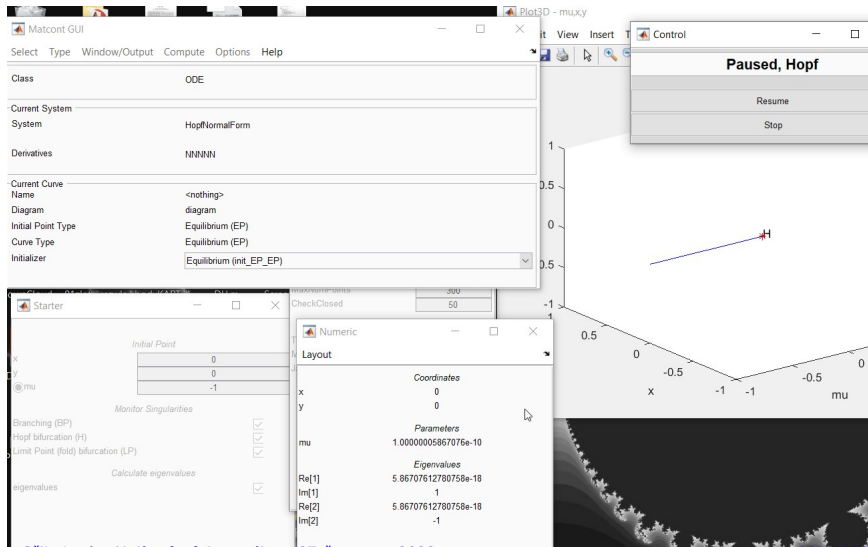 Matcont GUI
Select Type Window/Output Compute Options Help
Class ODE
Current System
System HopfNormalForm
Derivatives NNNNN
Current Curve
Name <nothing>
Diagram diagram
Initial Point Type Equilibrium (EP)
Curve Type Equilibrium (EP)
Initializer Equilibrium (init_EP_EP)
Plot3D - mu,x,y
View Insert
Control
Paused, Hopf
Resume
Stop
1
0.5
0
0.5
-1
H
1
0.5
0
-0.5
-1
x
-1
-0.5
0
mu
300
CheckClosed 50
Starter
Initial Point
x 0
y 0
mu -1
Monitor Singularities
Branching (BP)
Hopf bifurcation (H)
Limit Point (fold) bifurcation (LP)
Calculate eigenvalues
eigenvalues
Numeric
Layout
Coordinates
x 0
y 0
Parameters
mu 1.00000005867076e-10
Eigenvalues
Re[1] 5.86707612780758e-18
Im[1] 1
Re[2] 5.86707612780758e-18
Im[2] -1